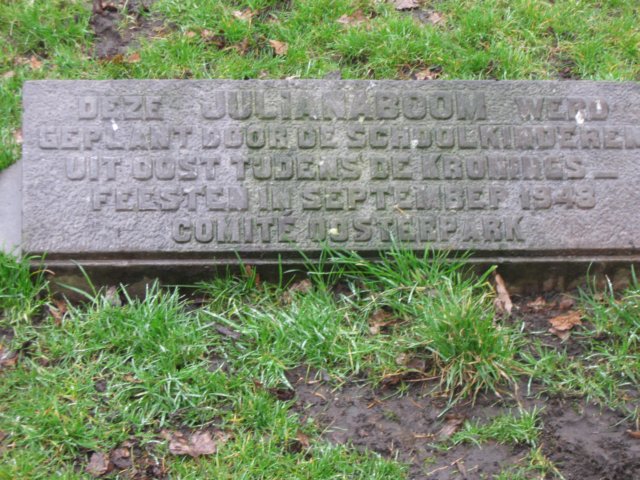 DEZE JULIANABOOM WERD
GEPLANT DOOR DE SCHOOLKINDEREN
UIT OOST TIJDENS DE KRONINGS_
FEESTEN IN SEPTEMBER 1948
COMITÉ OOSTERPARK